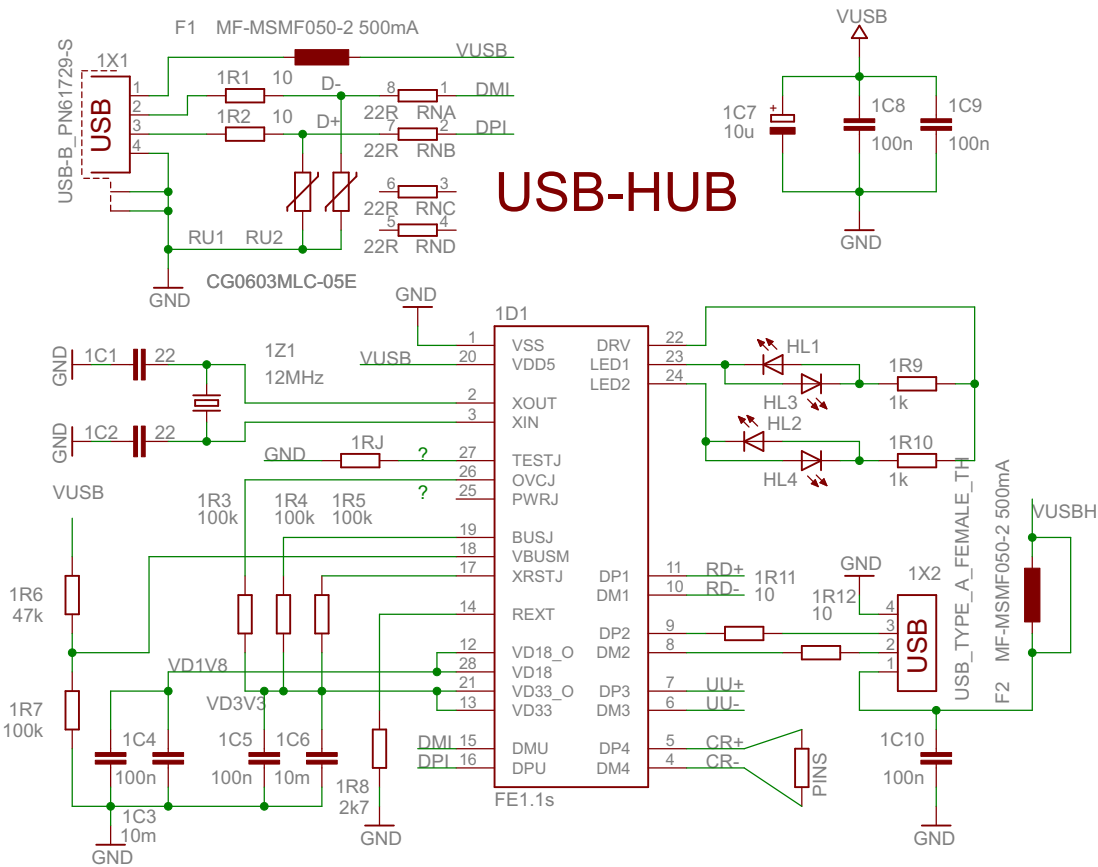 F1 MF-MSMF050-2 500mA
VUSB
USB-B_PN61729-S
1X1
USB
1
2
3
4
1R1 10 D-
8 1 DMI
22R RNA
1R2 10 D+
7 2 DPI
22R RNB
6 3
22R RNC
5 4
22R RND
RU1 RU2
CG0603MLC-05E
GND
USB-HUB
VUSB
1C7
10u
+
1C8
100n
1C9
100n
GND
GND
1D1
1 VSS
VUSB 20 VDD5
2 XOUT
3 XIN
GND 1RJ ? 27 TESTJ
26 OVCJ
? 25 PWRJ
19 BUSJ
18 VBUSM
17 XRSTJ
14 REXT
12 VD18_O
28 VD18
21 VD33_O
13 VD33
DMI 15 DMU
DPI 16 DPU
FE1.1s
GND 1C1 22
1Z1
12MHz
GND 1C2 22
VUSB
1R3
100k
1R4
100k
1R5
100k
1R6
47k
1R7
100k
VD1V8
VD3V3
1C4
100n
1C5
100n
1C6
10m
1C3
10m
GND
1R8
2k7
GND
DRV 22
LED1 23
LED2 24
HL1
HL3
1R9
1k
HL2
HL4
1R10
1k
DP1 11 RD+
DM1 10 RD-
DP2 9
DM2 8
DP3 7 UU+
DM3 6 UU-
DP4 5 CR+
DM4 4 CR-
PINS
1R11
10
1R12
10
GND
1X2
4
3
2
1
USB
USB_TYPE_A_FEMALE_TH
F2 MF-MSMF050-2 500mA
VUSBH
1C10
100n
GND